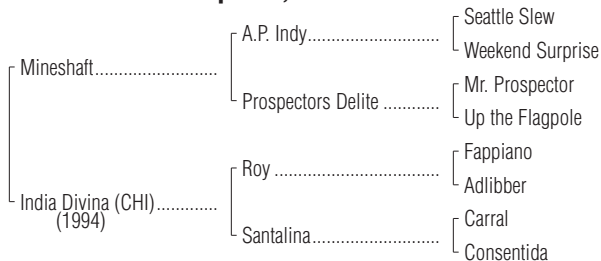 Seattle Slew
A.P. Indy
Weekend Surprise
Mineshaft
Mr. Prospector
Prospectors Delite
Up the Flagpole
Fappiano
Roy
Adlibber
India Divina (CHI)
(1994)
Carral
Santalina
Consentida